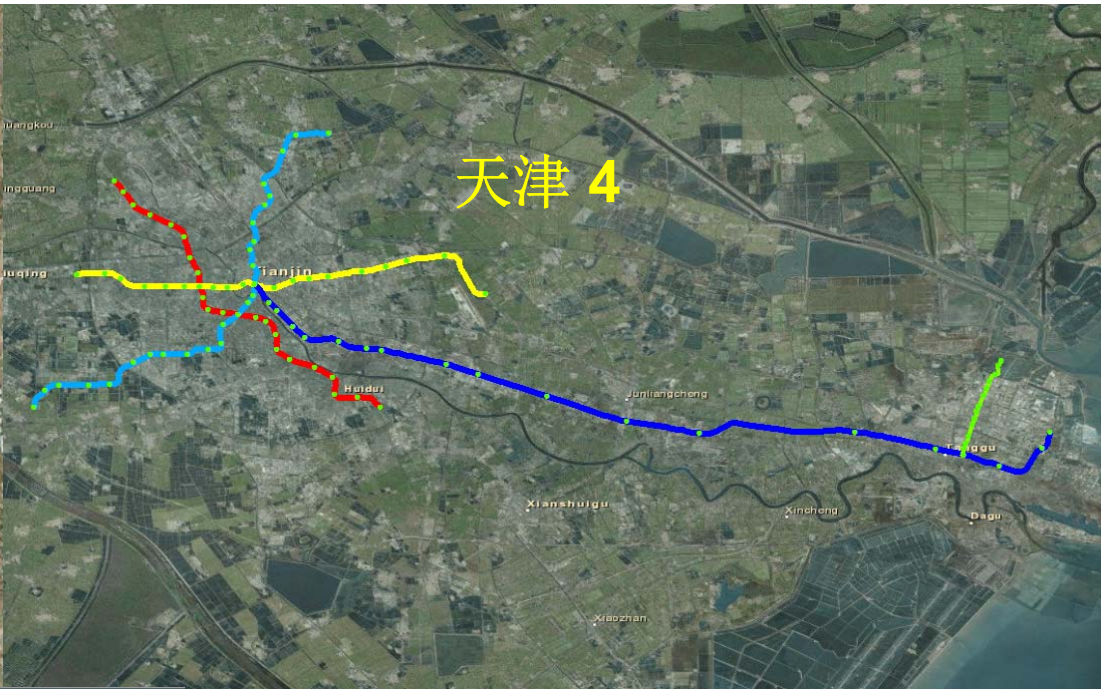 天津 4
Tianjin
Huidui
Junliangcheng
Tanggu
Xianshuigu
Xincheng
Dagu
Xiaozhan